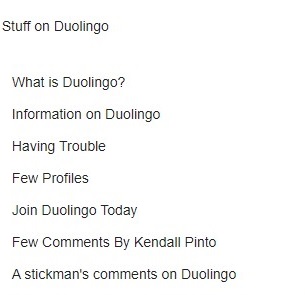 Stuff on Duolingo
What is Duolingo?
Information on Duolingo
Having Trouble
Few Profiles
Join Duolingo Today
Few Comments By Kendall Pinto
A stickman's comments on Duolingo